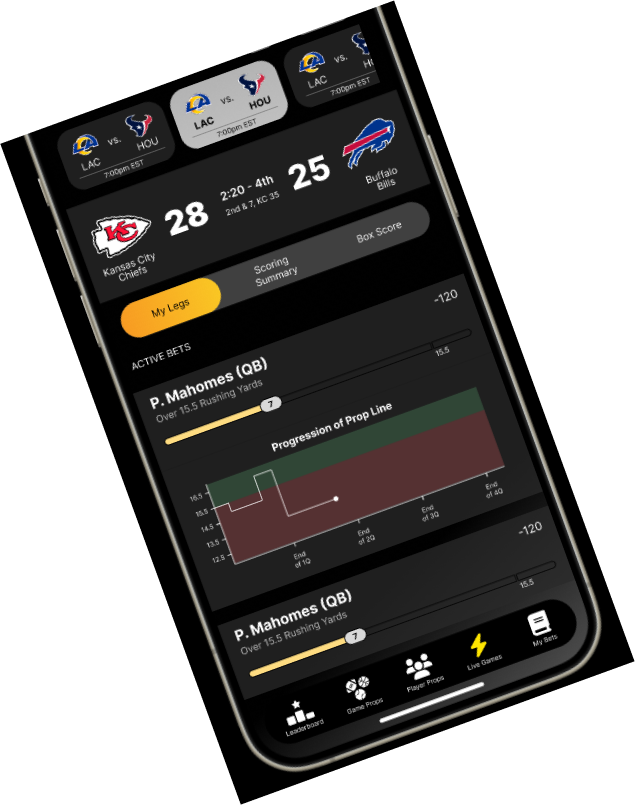 LAC vs. HOU
7:00pm EST
LAC vs. HOU
7:00pm EST
LAC vs.
7:00pm EST
KC
Kansas City
Chiefs
28
2:20 - 4th
2nd & 7, KC 35
25
Buffalo
Bills
My Legs
Scoring
Summary
Box Score
ACTIVE BETS
-120
P. Mahomes (QB)
Over 15.5 Rushing Yards
7
15.5
Progression of Prop Line
16.5
15.5
14.5
13.5
12.5
End
of 1Q
End
of 2Q
End
of 3Q
End
of 4Q
-120
P. Mahomes (QB)
Over 15.5 Rushing Yards
7
15.5
Leaderboard
Game Props
Player Props
Live Games
My Bets